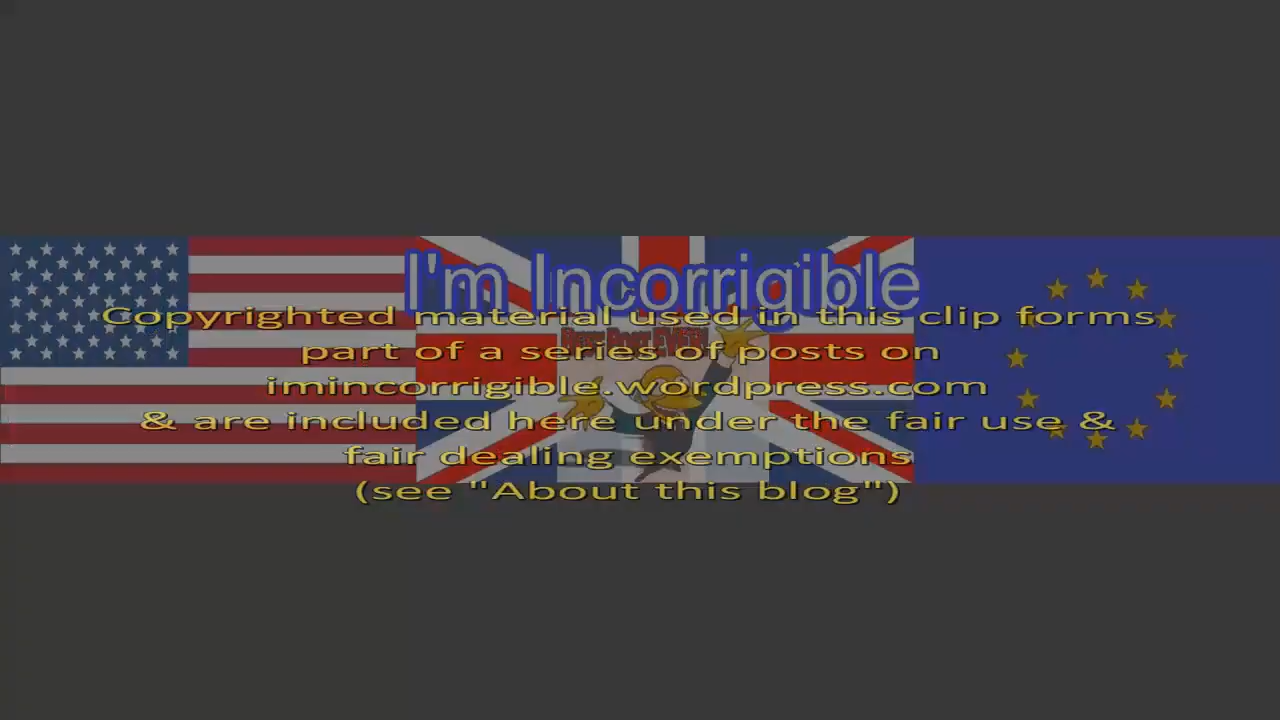 I'm Incorrigible
Copyrighted material used in this clip forms
part of a series of posts on
imincorrigible.wordpress.com
& are included here under the fair use &
fair dealing exemptions
(see "About this blog")